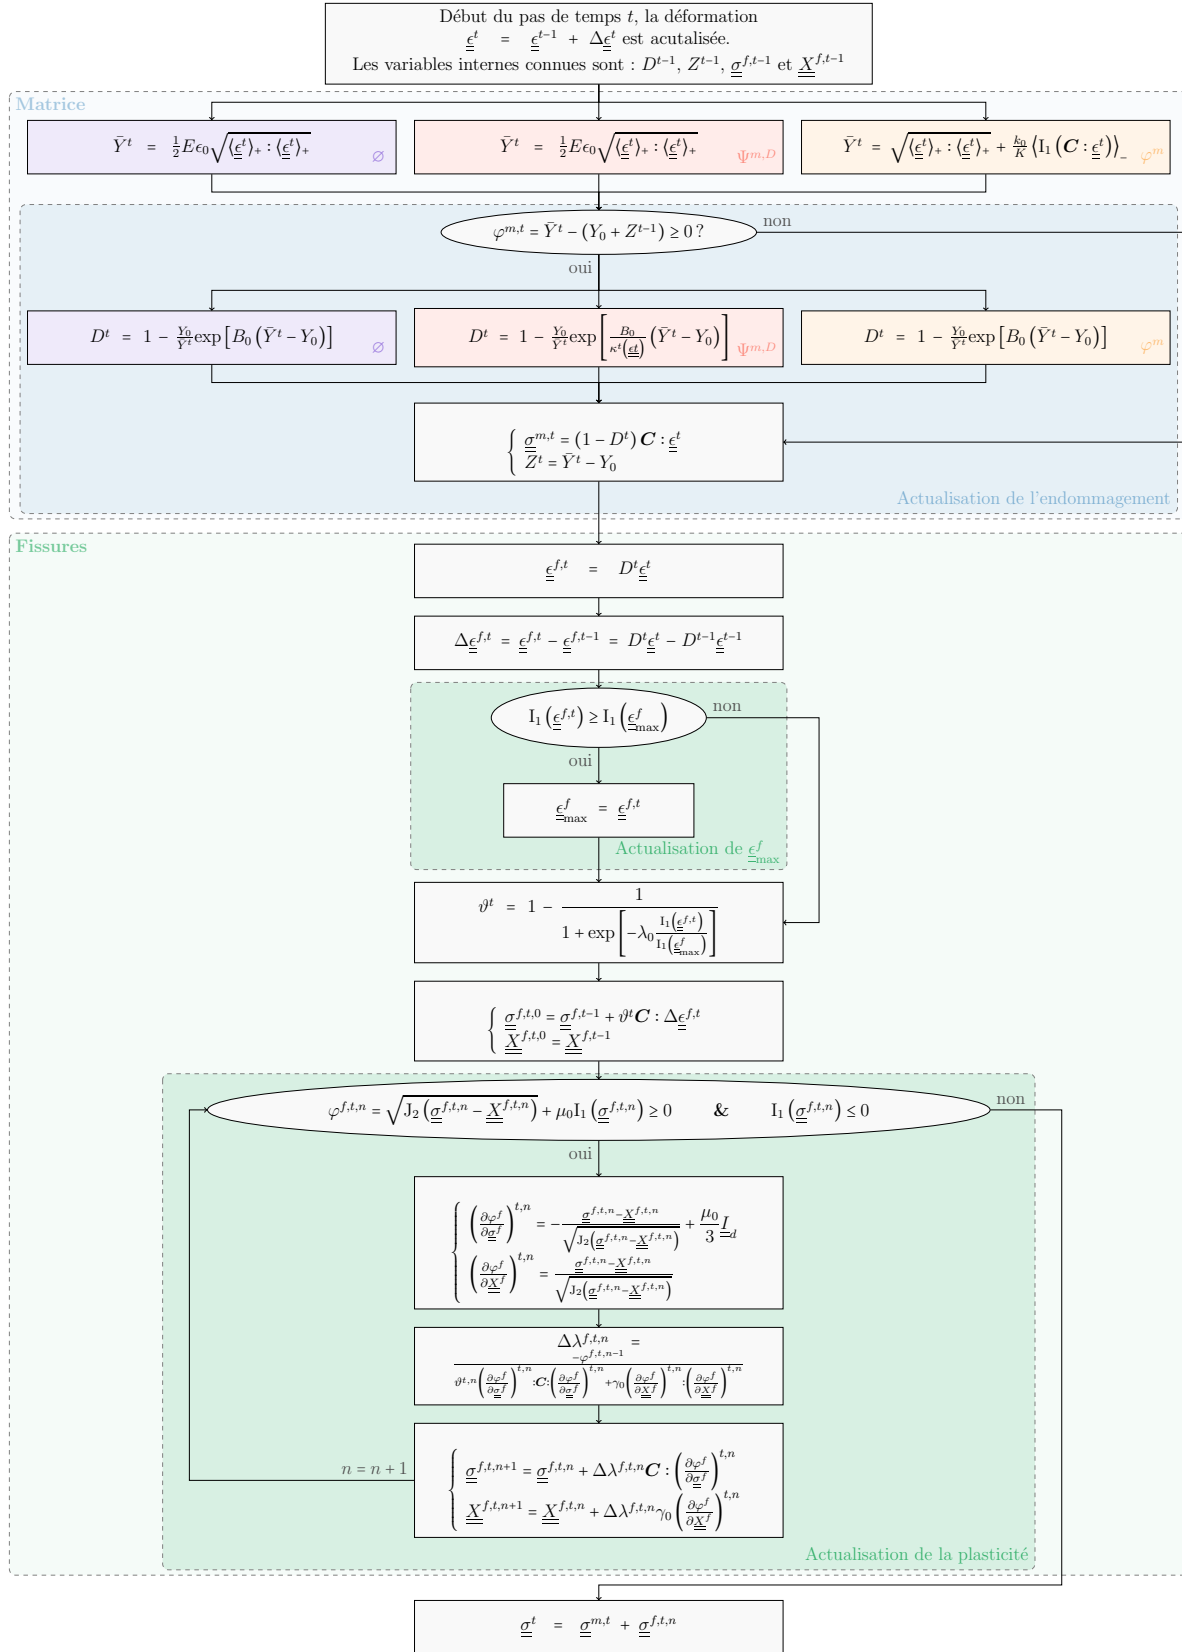 Début du pas de temps t, la déformation
ϵ̳^t = ϵ̳^{t−1} + Δϵ̳^t est acutalisée.
Les variables internes connues sont : D^{t−1}, Z^{t−1}, σ̳^{f,t−1} et X̳^{f,t−1}
Matrice
Ȳ^t = ½Eϵ₀√(⟨ϵ̳^t⟩₊ : ⟨ϵ̳^t⟩₊)
∅
Ȳ^t = ½Eϵ₀√(⟨ϵ̳^t⟩₊ : ⟨ϵ̳^t⟩₊)
Ψ^{m,D}
Ȳ^t = √(⟨ϵ̳^t⟩₊ : ⟨ϵ̳^t⟩₊) + k₀/K ⟨I₁(C : ϵ̳^t)⟩₋
φ^m
φ^{m,t} = Ȳ^t − (Y₀ + Z^{t−1}) ≥ 0 ?
non
oui
D^t = 1 − Y₀/Ȳ^t exp[B₀(Ȳ^t − Y₀)]
∅
D^t = 1 − Y₀/Ȳ^t exp[B₀/κ^t(ϵ̳t) (Ȳ^t − Y₀)]
Ψ^{m,D}
D^t = 1 − Y₀/Ȳ^t exp[B₀(Ȳ^t − Y₀)]
φ^m
{ σ̳^{m,t} = (1 − D^t) C : ϵ̳^t
Z^t = Ȳ^t − Y₀
Actualisation de l'endommagement
Fissures
ϵ̳^{f,t} = D^t ϵ̳^t
Δϵ̳^{f,t} = ϵ̳^{f,t} − ϵ̳^{f,t−1} = D^t ϵ̳^t − D^{t−1} ϵ̳^{t−1}
I₁(ϵ̳^{f,t}) ≥ I₁(ϵ̳^f_max)
non
oui
ϵ̳^f_max = ϵ̳^{f,t}
Actualisation de ϵ̳^f_max
ϑ^t = 1 − 1 / (1 + exp[−λ₀ I₁(ϵ̳^{f,t}) / I₁(ϵ̳^f_max)])
{ σ̳^{f,t,0} = σ̳^{f,t−1} + ϑ^t C : Δϵ̳^{f,t}
X̳^{f,t,0} = X̳^{f,t−1}
φ^{f,t,n} = √(J₂(σ̳^{f,t,n} − X̳^{f,t,n})) + μ₀I₁(σ̳^{f,t,n}) ≥ 0 & I₁(σ̳^{f,t,n}) ≤ 0
non
oui
{ (∂φ^f/∂σ̳^f)^{t,n} = − (σ̳^{f,t,n} − X̳^{f,t,n}) / √(J₂(σ̳^{f,t,n} − X̳^{f,t,n})) + μ₀/3 I̳_d
(∂φ^f/∂X̳^f)^{t,n} = (σ̳^{f,t,n} − X̳^{f,t,n}) / √(J₂(σ̳^{f,t,n} − X̳^{f,t,n}))
Δλ^{f,t,n} =
−φ^{f,t,n−1} / (ϑ^{t,n}(∂φ^f/∂σ̳^f)^{t,n} : C : (∂φ^f/∂σ̳^f)^{t,n} + γ₀(∂φ^f/∂X̳^f)^{t,n} : (∂φ^f/∂X̳^f)^{t,n})
n = n + 1
{ σ̳^{f,t,n+1} = σ̳^{f,t,n} + Δλ^{f,t,n} C : (∂φ^f/∂σ̳^f)^{t,n}
X̳^{f,t,n+1} = X̳^{f,t,n} + Δλ^{f,t,n} γ₀ (∂φ^f/∂X̳^f)^{t,n}
Actualisation de la plasticité
σ̳^t = σ̳^{m,t} + σ̳^{f,t,n}